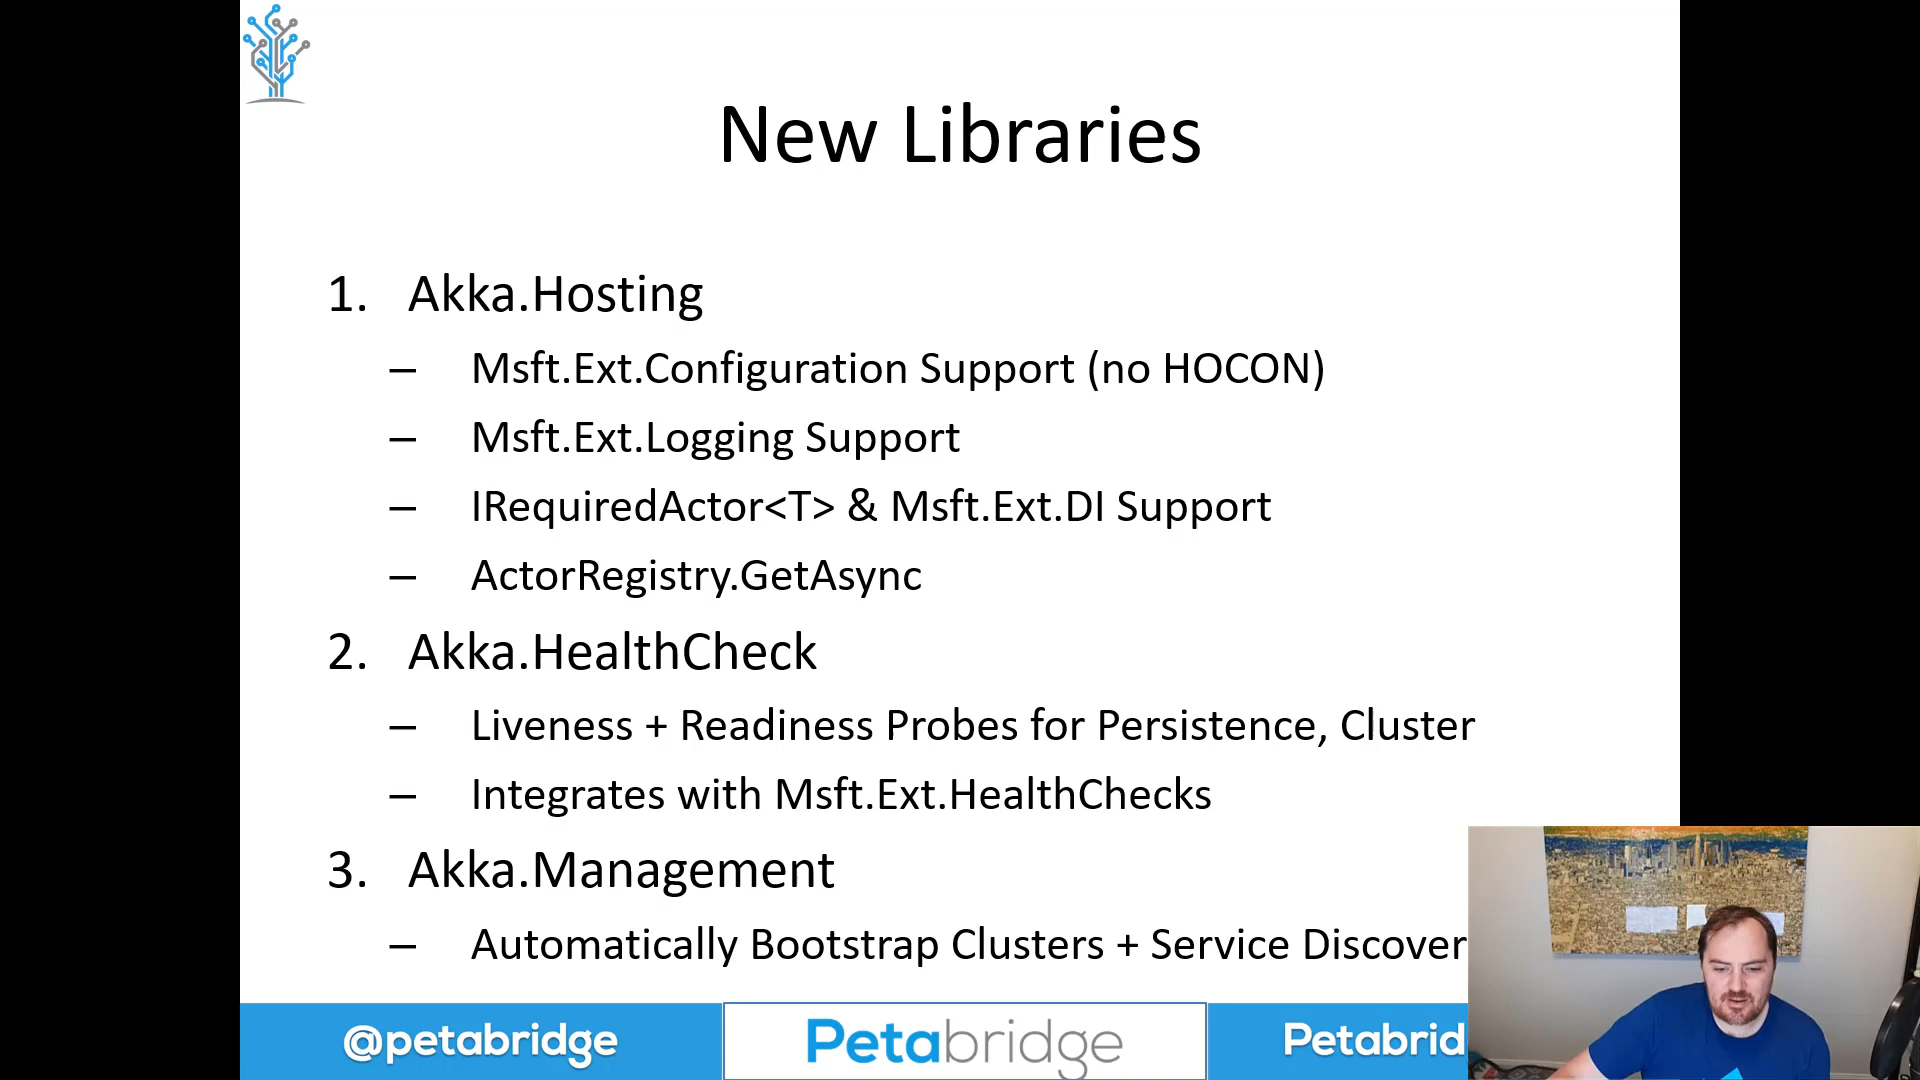 New Libraries
1. Akka.Hosting
– Msft.Ext.Configuration Support (no HOCON)
– Msft.Ext.Logging Support
– IRequiredActor<T> & Msft.Ext.DI Support
– ActorRegistry.GetAsync
2. Akka.HealthCheck
– Liveness + Readiness Probes for Persistence, Cluster
– Integrates with Msft.Ext.HealthChecks
3. Akka.Management
– Automatically Bootstrap Clusters + Service Discover
@petabridge
Petabridge
Petabrid